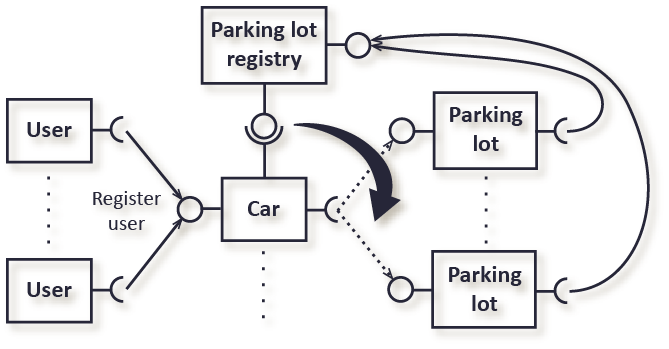 Parking lot
registry
User
Parking
lot
Register
user
Car
User
Parking
lot